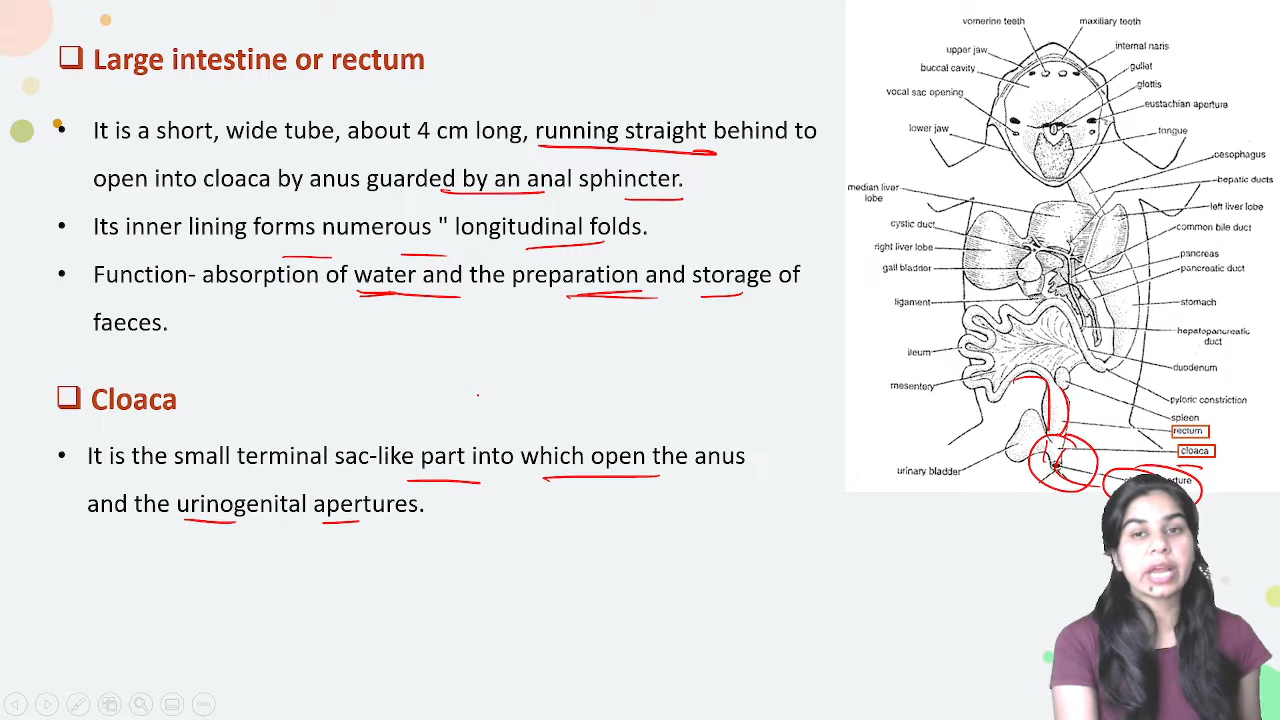 Large intestine or rectum
• It is a short, wide tube, about 4 cm long, running straight behind to
open into cloaca by anus guarded by an anal sphincter.
• Its inner lining forms numerous " longitudinal folds.
• Function- absorption of water and the preparation and storage of
faeces.
Cloaca
• It is the small terminal sac-like part into which open the anus
and the urinogenital apertures.
vomerine teeth
maxiliary teeth
upper jaw
internal naris
buccal cavity
gullet
glottis
vocal sac opening
eustachian aperture
lower jaw
tongue
oesophagus
hepatic ducts
median liver
lobe
left liver lobe
cystic duct
common bile duct
right liver lobe
pancreas
gall bladder
pancreatic duct
ligament
stomach
hepatopancreatic
duct
ileum
duodenum
mesentery
pyloric constriction
spleen
rectum
cloaca
urinary bladder